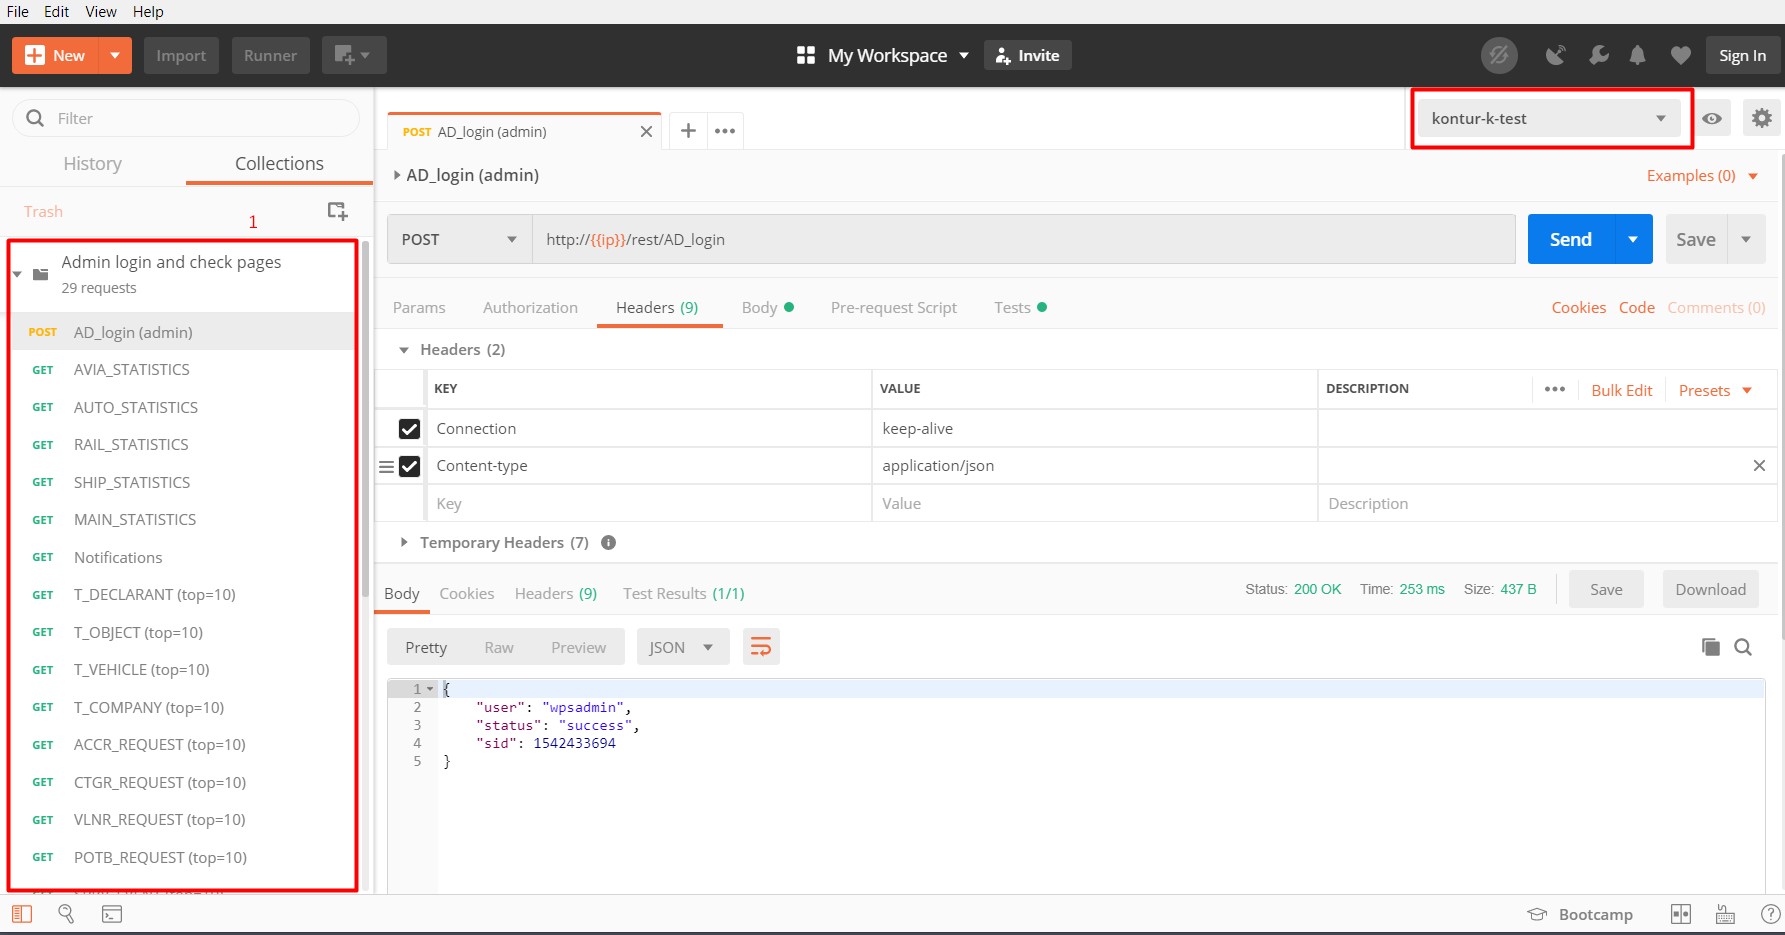 File Edit View Help
New Import Runner My Workspace Invite Sign In
Filter
History Collections
Trash
1
Admin login and check pages
29 requests
POST AD_login (admin)
GET AVIA_STATISTICS
GET AUTO_STATISTICS
GET RAIL_STATISTICS
GET SHIP_STATISTICS
GET MAIN_STATISTICS
GET Notifications
GET T_DECLARANT (top=10)
GET T_OBJECT (top=10)
GET T_VEHICLE (top=10)
GET T_COMPANY (top=10)
GET ACCR_REQUEST (top=10)
GET CTGR_REQUEST (top=10)
GET VLNR_REQUEST (top=10)
GET POTB_REQUEST (top=10)
POST AD_login (admin)
kontur-k-test
AD_login (admin) Examples (0)
POST http://{{ip}}/rest/AD_login Send Save
Params Authorization Headers (9) Body Pre-request Script Tests Cookies Code Comments (0)
Headers (2)
KEY VALUE DESCRIPTION Bulk Edit Presets
Connection keep-alive
Content-type application/json
Key Value Description
Temporary Headers (7)
Body Cookies Headers (9) Test Results (1/1) Status: 200 OK Time: 253 ms Size: 437 B Save Download
Pretty Raw Preview JSON
1 {
2 "user": "wpsadmin",
3 "status": "success",
4 "sid": 1542433694
5 }
Bootcamp